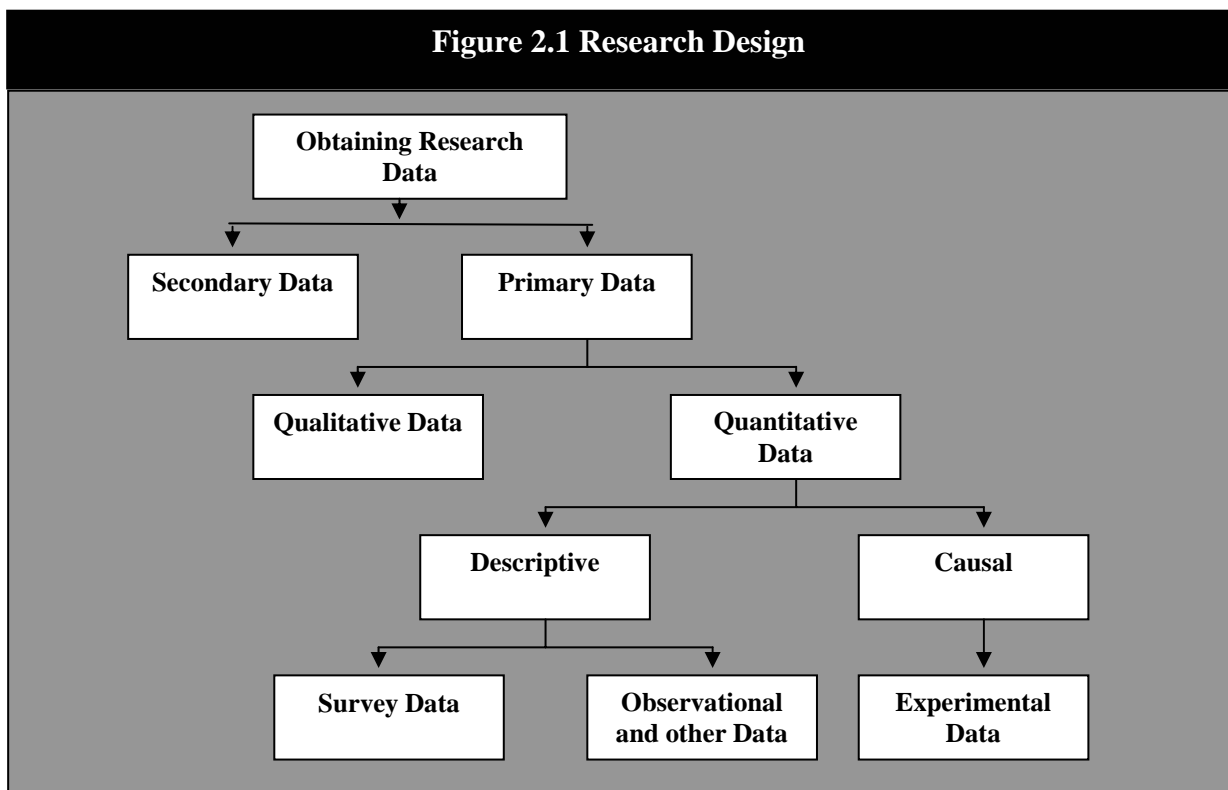 Figure 2.1 Research Design
Obtaining Research
Data
Secondary Data
Primary Data
Qualitative Data
Quantitative
Data
Descriptive
Causal
Survey Data
Observational
and other Data
Experimental
Data